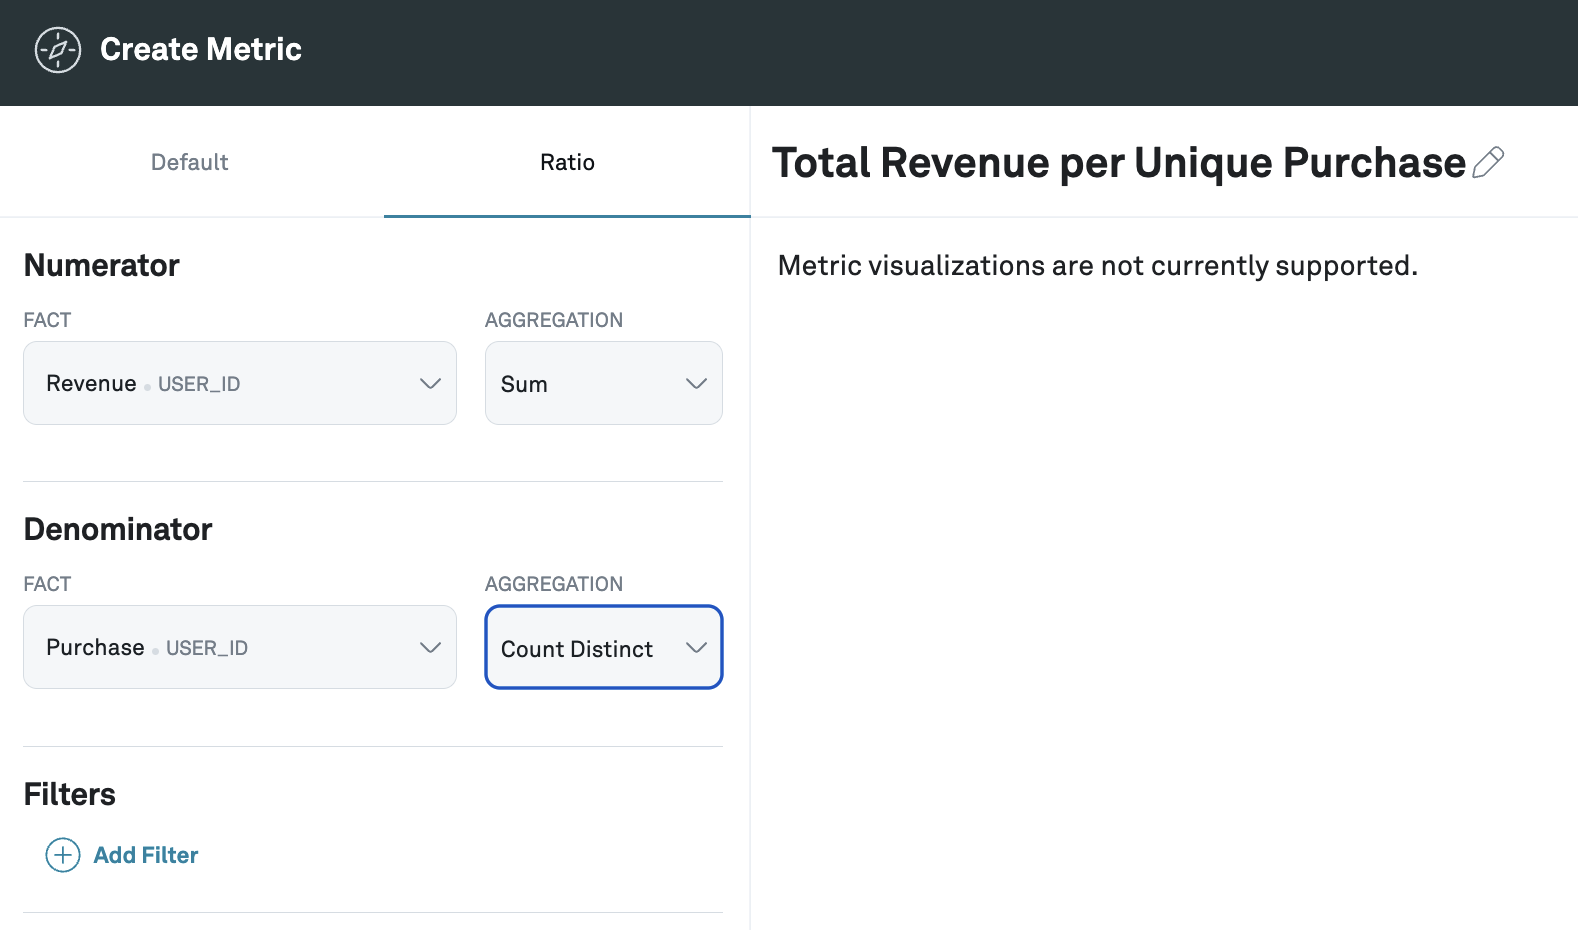 Create Metric
Default
Ratio
Total Revenue per Unique Purchase
Numerator
FACT
AGGREGATION
Revenue • USER_ID
Sum
Denominator
FACT
AGGREGATION
Purchase • USER_ID
Count Distinct
Filters
Add Filter
Metric visualizations are not currently supported.